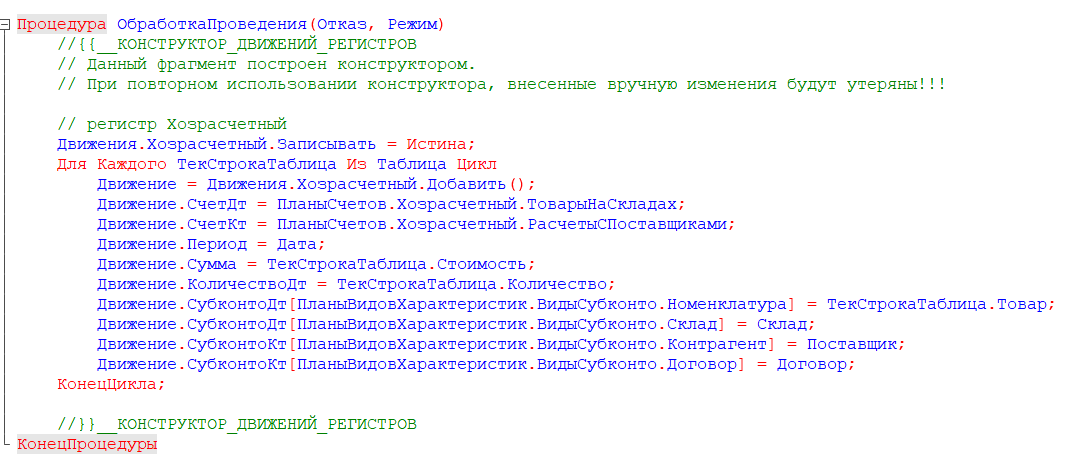 Процедура ОбработкаПроведения(Отказ, Режим)
//{{__КОНСТРУКТОР_ДВИЖЕНИЙ_РЕГИСТРОВ
// Данный фрагмент построен конструктором.
// При повторном использовании конструктора, внесенные вручную изменения будут утеряны!!!
// регистр Хозрасчетный
Движения.Хозрасчетный.Записывать = Истина;
Для Каждого ТекСтрокаТаблица Из Таблица Цикл
Движение = Движения.Хозрасчетный.Добавить();
Движение.СчетДт = ПланыСчетов.Хозрасчетный.ТоварыНаСкладах;
Движение.СчетКт = ПланыСчетов.Хозрасчетный.РасчетыСПоставщиками;
Движение.Период = Дата;
Движение.Сумма = ТекСтрокаТаблица.Стоимость;
Движение.КоличествоДт = ТекСтрокаТаблица.Количество;
Движение.СубконтоДт[ПланыВидовХарактеристик.ВидыСубконто.Номенклатура] = ТекСтрокаТаблица.Товар;
Движение.СубконтоДт[ПланыВидовХарактеристик.ВидыСубконто.Склад] = Склад;
Движение.СубконтоКт[ПланыВидовХарактеристик.ВидыСубконто.Контрагент] = Поставщик;
Движение.СубконтоКт[ПланыВидовХарактеристик.ВидыСубконто.Договор] = Договор;
КонецЦикла;
//}}__КОНСТРУКТОР_ДВИЖЕНИЙ_РЕГИСТРОВ
КонецПроцедуры